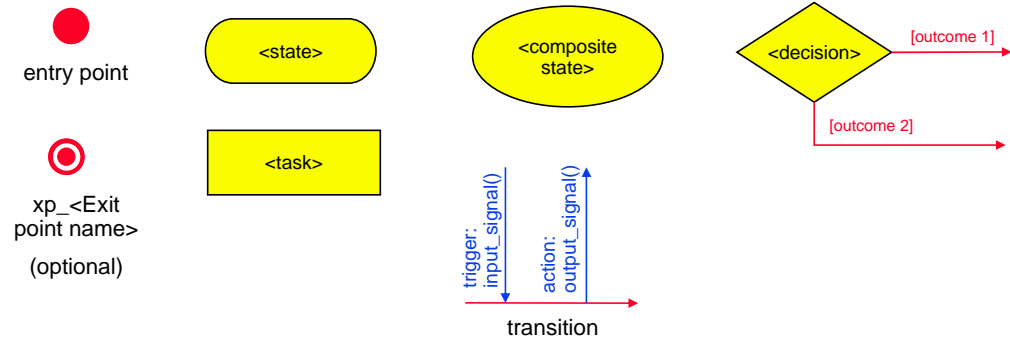 entry point
<state>
<composite
state>
<decision>
[outcome 1]
[outcome 2]
xp_<Exit
point name>
(optional)
<task>
trigger:
input_signal()
action:
output_signal()
transition